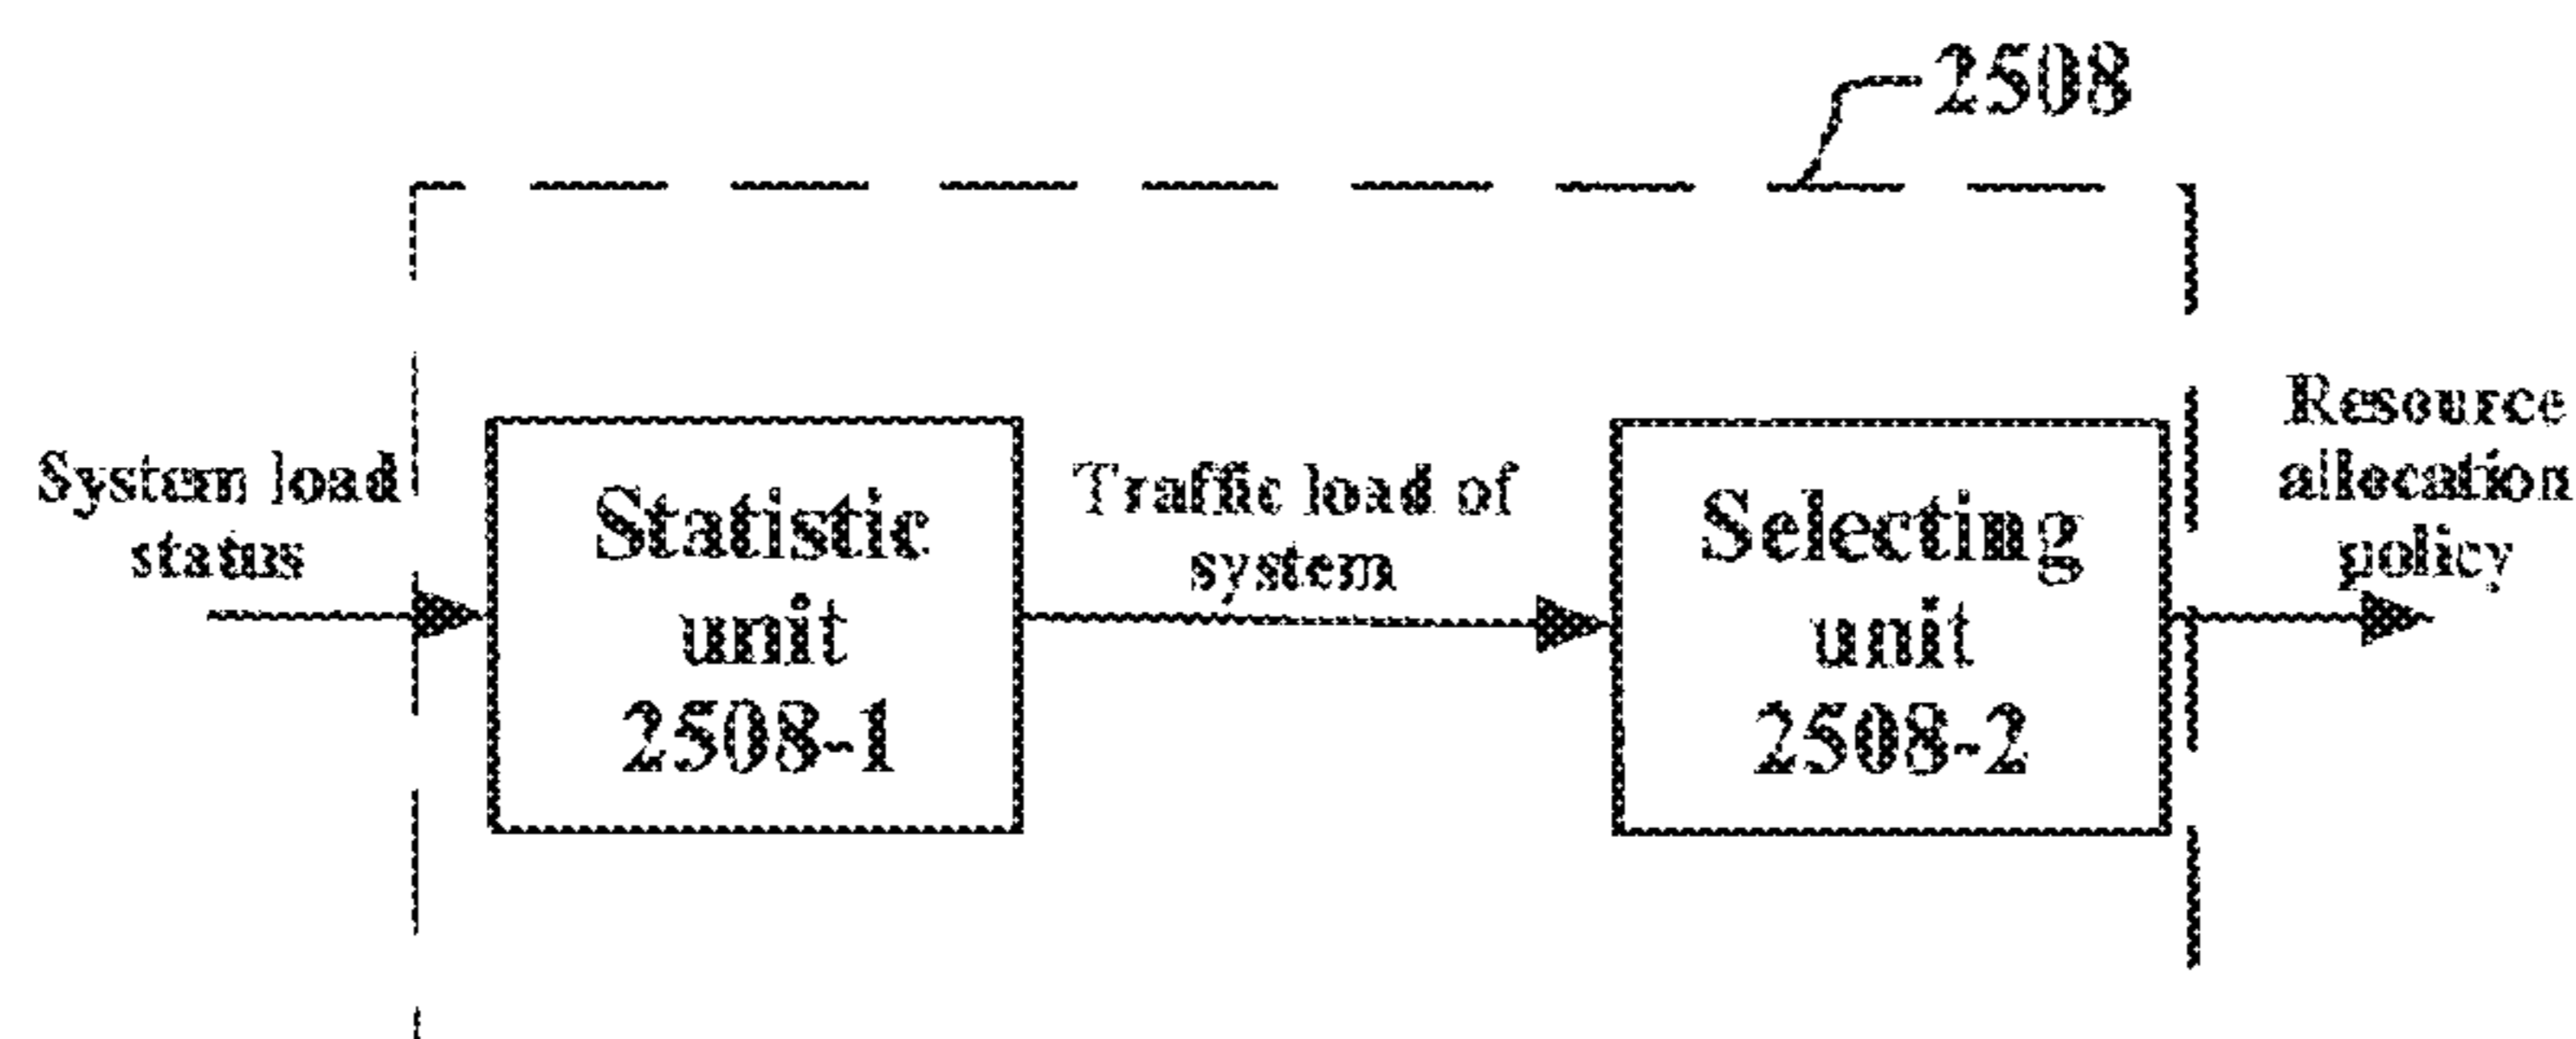 2508
System load
status
Statistic
unit
2508-1
Traffic load of
system
Selecting
unit
2508-2
Resource
allocation
policy